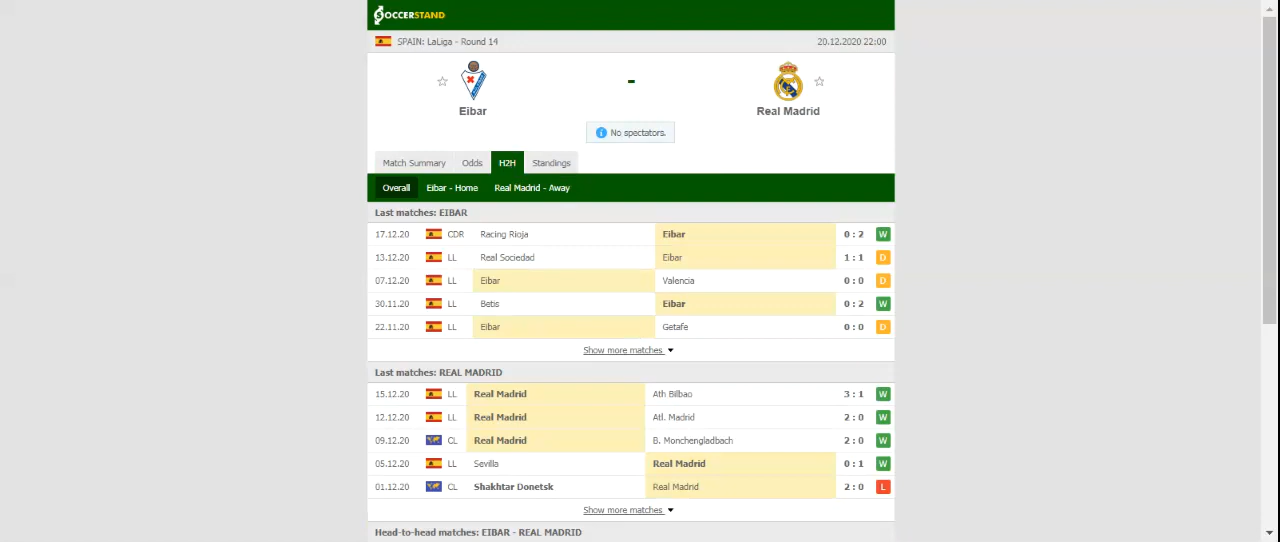 SOCCERSTAND
SPAIN: LaLiga - Round 14 20.12.2020 22:00
-
Eibar Real Madrid
No spectators.
Match Summary Odds H2H Standings
Overall Eibar - Home Real Madrid - Away
Last matches: EIBAR
17.12.20 CDR Racing Rioja Eibar 0 : 2 W
13.12.20 LL Real Sociedad Eibar 1 : 1 D
07.12.20 LL Eibar Valencia 0 : 0 D
30.11.20 LL Betis Eibar 0 : 2 W
22.11.20 LL Eibar Getafe 0 : 0 D
Show more matches
Last matches: REAL MADRID
15.12.20 LL Real Madrid Ath Bilbao 3 : 1 W
12.12.20 LL Real Madrid Atl. Madrid 2 : 0 W
09.12.20 CL Real Madrid B. Monchengladbach 2 : 0 W
05.12.20 LL Sevilla Real Madrid 0 : 1 W
01.12.20 CL Shakhtar Donetsk Real Madrid 2 : 0 L
Show more matches
Head-to-head matches: EIBAR - REAL MADRID